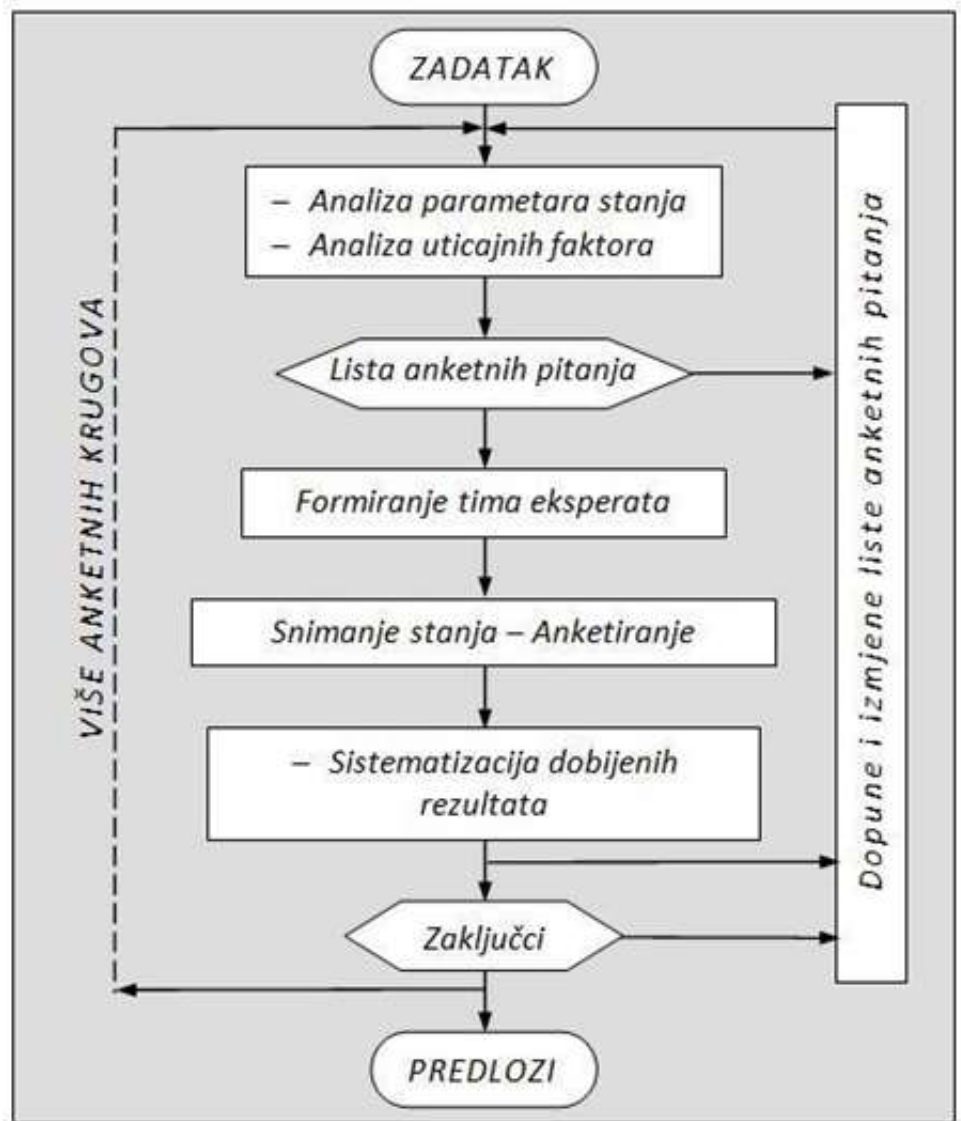 ZADATAK
– Analiza parametara stanja
– Analiza uticajnih faktora
Lista anketnih pitanja
Formiranje tima eksperata
Snimanje stanja – Anketiranje
– Sistematizacija dobijenih
rezultata
Zaključci
PREDLOZI
VIŠE ANKETNIH KRUGOVA
Dopune i izmjene liste anketnih pitanja